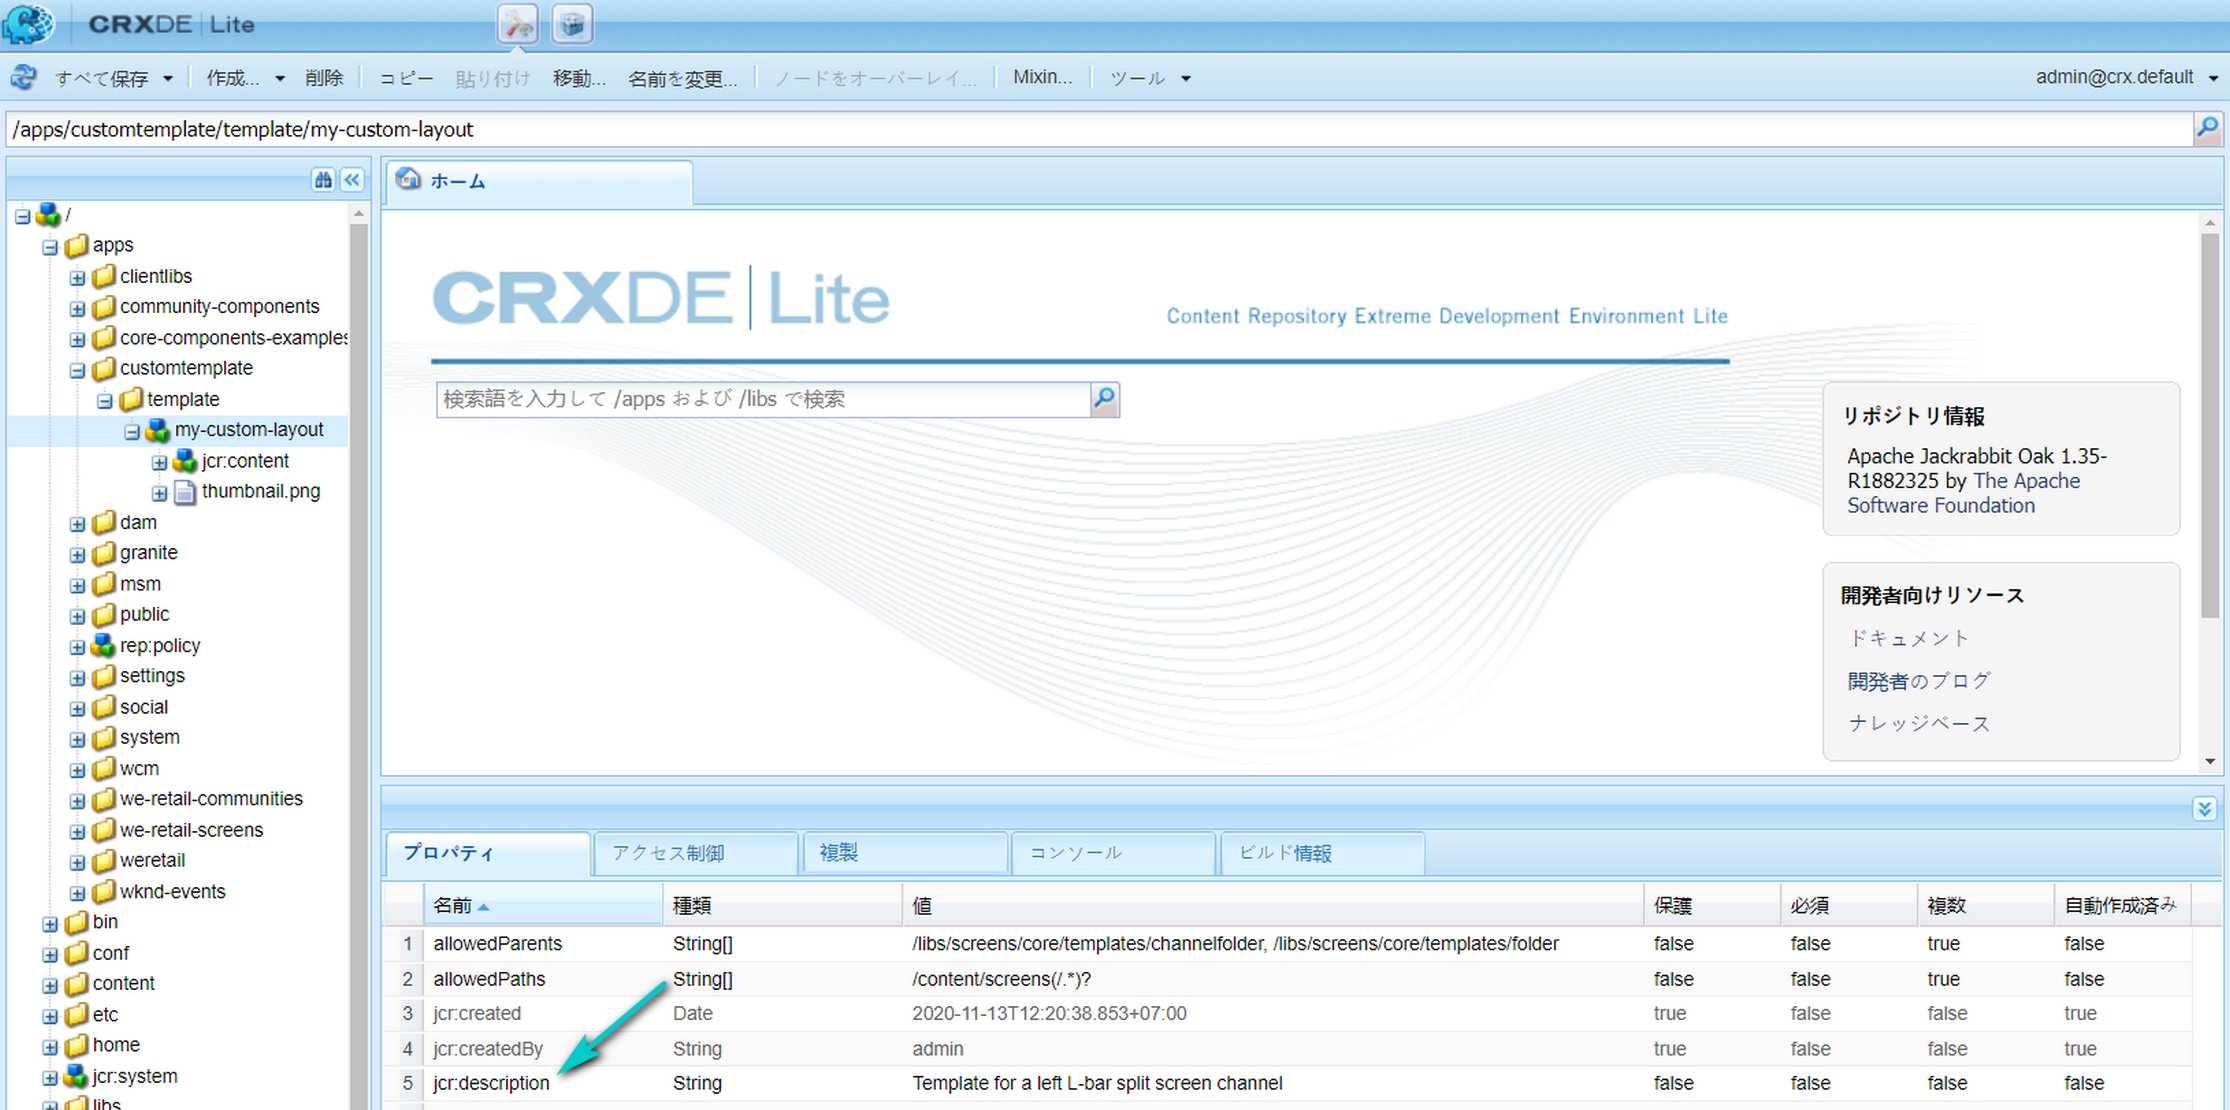 CRXDE | Lite
すべて保存 作成... 削除 コピー 貼り付け 移動... 名前を変更... ノードをオーバーレイ... Mixin... ツール admin@crx.default
/apps/customtemplate/template/my-custom-layout
/
apps
clientlibs
community-components
core-components-examples
customtemplate
template
my-custom-layout
jcr:content
thumbnail.png
dam
granite
msm
public
rep:policy
settings
social
system
wcm
we-retail-communities
we-retail-screens
weretail
wknd-events
bin
conf
content
etc
home
jcr:system
libs
ホーム
CRXDE | Lite
Content Repository Extreme Development Environment Lite
検索語を入力して /apps および /libs で検索
リポジトリ情報
Apache Jackrabbit Oak 1.35-
R1882325 by The Apache
Software Foundation
開発者向けリソース
ドキュメント
開発者のブログ
ナレッジベース
プロパティ アクセス制御 複製 コンソール ビルド情報
名前 種類 値 保護 必須 複数 自動作成済み
1 allowedParents String[] /libs/screens/core/templates/channelfolder, /libs/screens/core/templates/folder false false true false
2 allowedPaths String[] /content/screens(/.*)? false false true false
3 jcr:created Date 2020-11-13T12:20:38.853+07:00 true false false true
4 jcr:createdBy String admin true false false true
5 jcr:description String Template for a left L-bar split screen channel false false false false